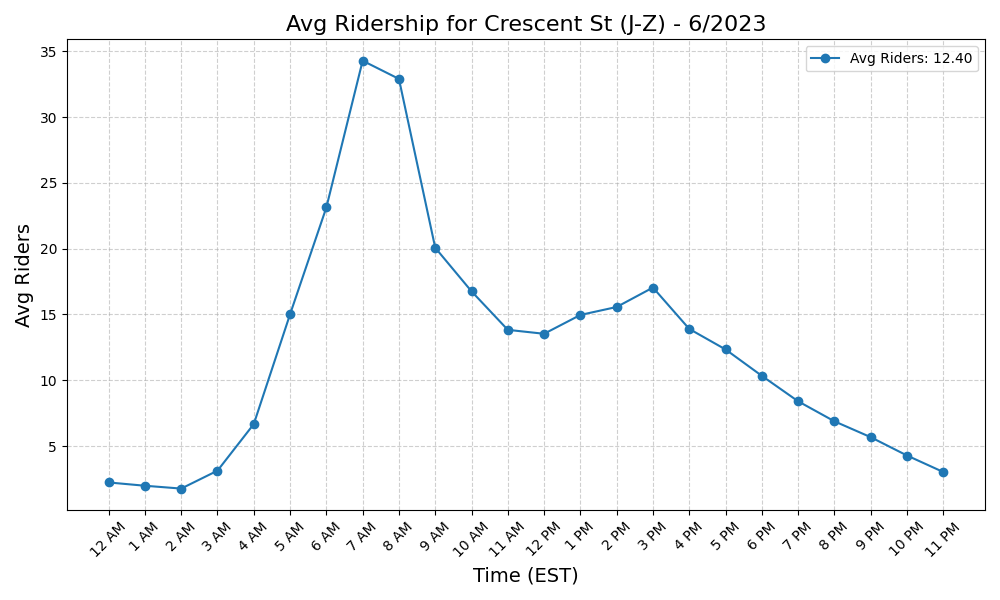 Avg Ridership for Crescent St (J-Z) - 6/2023
Avg Riders: 12.40
Avg Riders
35
30
25
20
15
10
5
12 AM
1 AM
2 AM
3 AM
4 AM
5 AM
6 AM
7 AM
8 AM
9 AM
10 AM
11 AM
12 PM
1 PM
2 PM
3 PM
4 PM
5 PM
6 PM
7 PM
8 PM
9 PM
10 PM
11 PM
Time (EST)